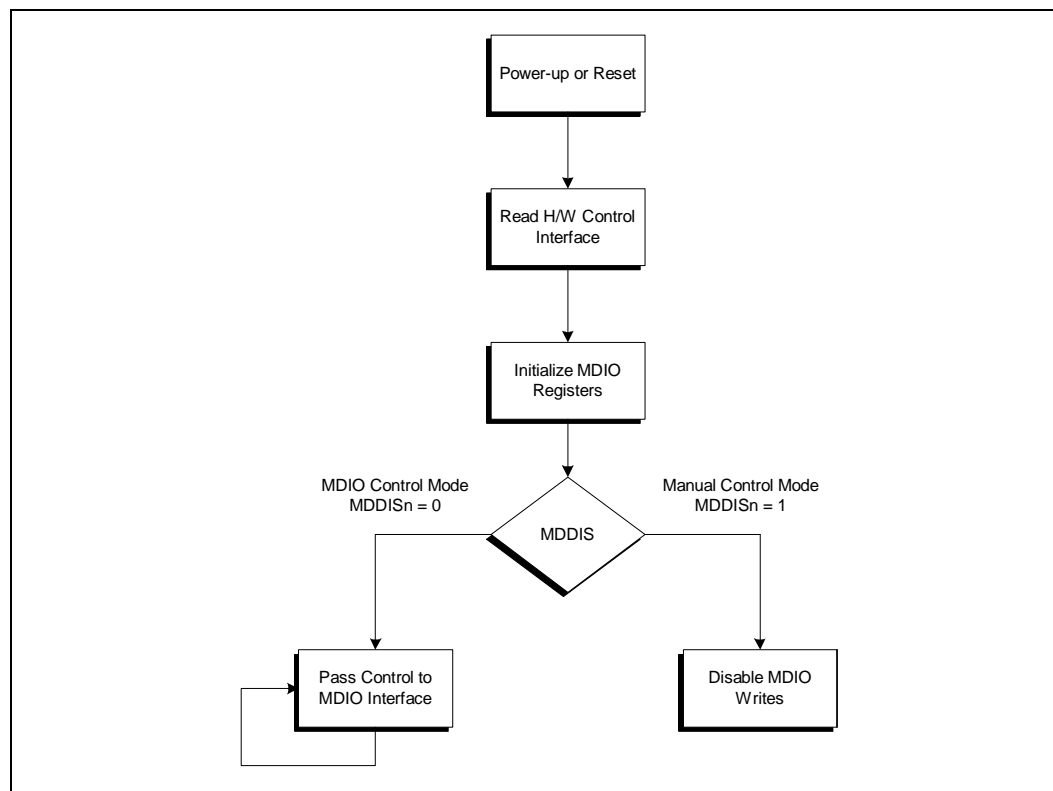 Power-up or Reset
Read H/W Control
Interface
Initialize MDIO
Registers
MDIO Control Mode
MDDISn = 0
Manual Control Mode
MDDISn = 1
MDDIS
Pass Control to
MDIO Interface
Disable MDIO
Writes